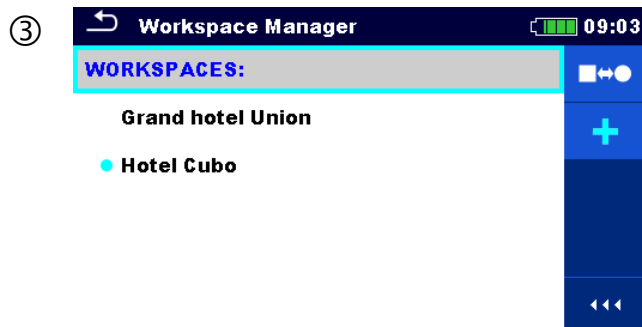 ③
Workspace Manager 09:03
WORKSPACES:
Grand hotel Union
Hotel Cubo